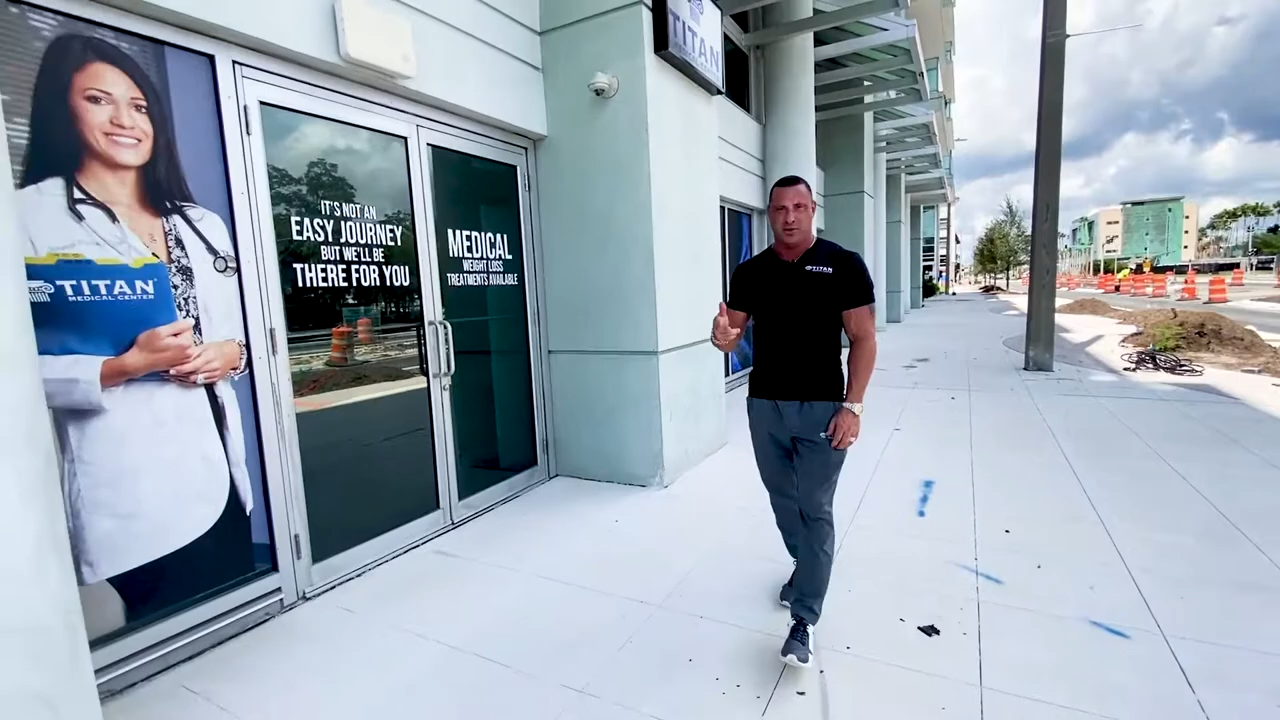 TITAN
TITAN
MEDICAL CENTER
IT'S NOT AN
EASY JOURNEY
BUT WE'LL BE
THERE FOR YOU
MEDICAL
WEIGHT LOSS
TREATMENTS AVAILABLE
TITAN